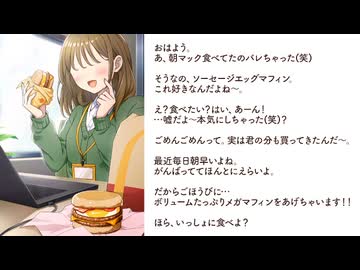 おはよう。
あ、朝マック食べてたのバレちゃった(笑)
そうなの、ソーセージエッグマフィン。
これ好きなんだよね〜。
え？食べたい？はい、あーん！
…嘘だよ〜本気にしちゃった(笑)？
ごめんごめんって。実は君の分も買ってきたんだ〜。
最近毎日朝早いよね。
がんばっててほんとにえらいよ。
だからごほうびに…
ボリュームたっぷりメガマフィンをあげちゃいます！！
ほら、いっしょに食べよ？